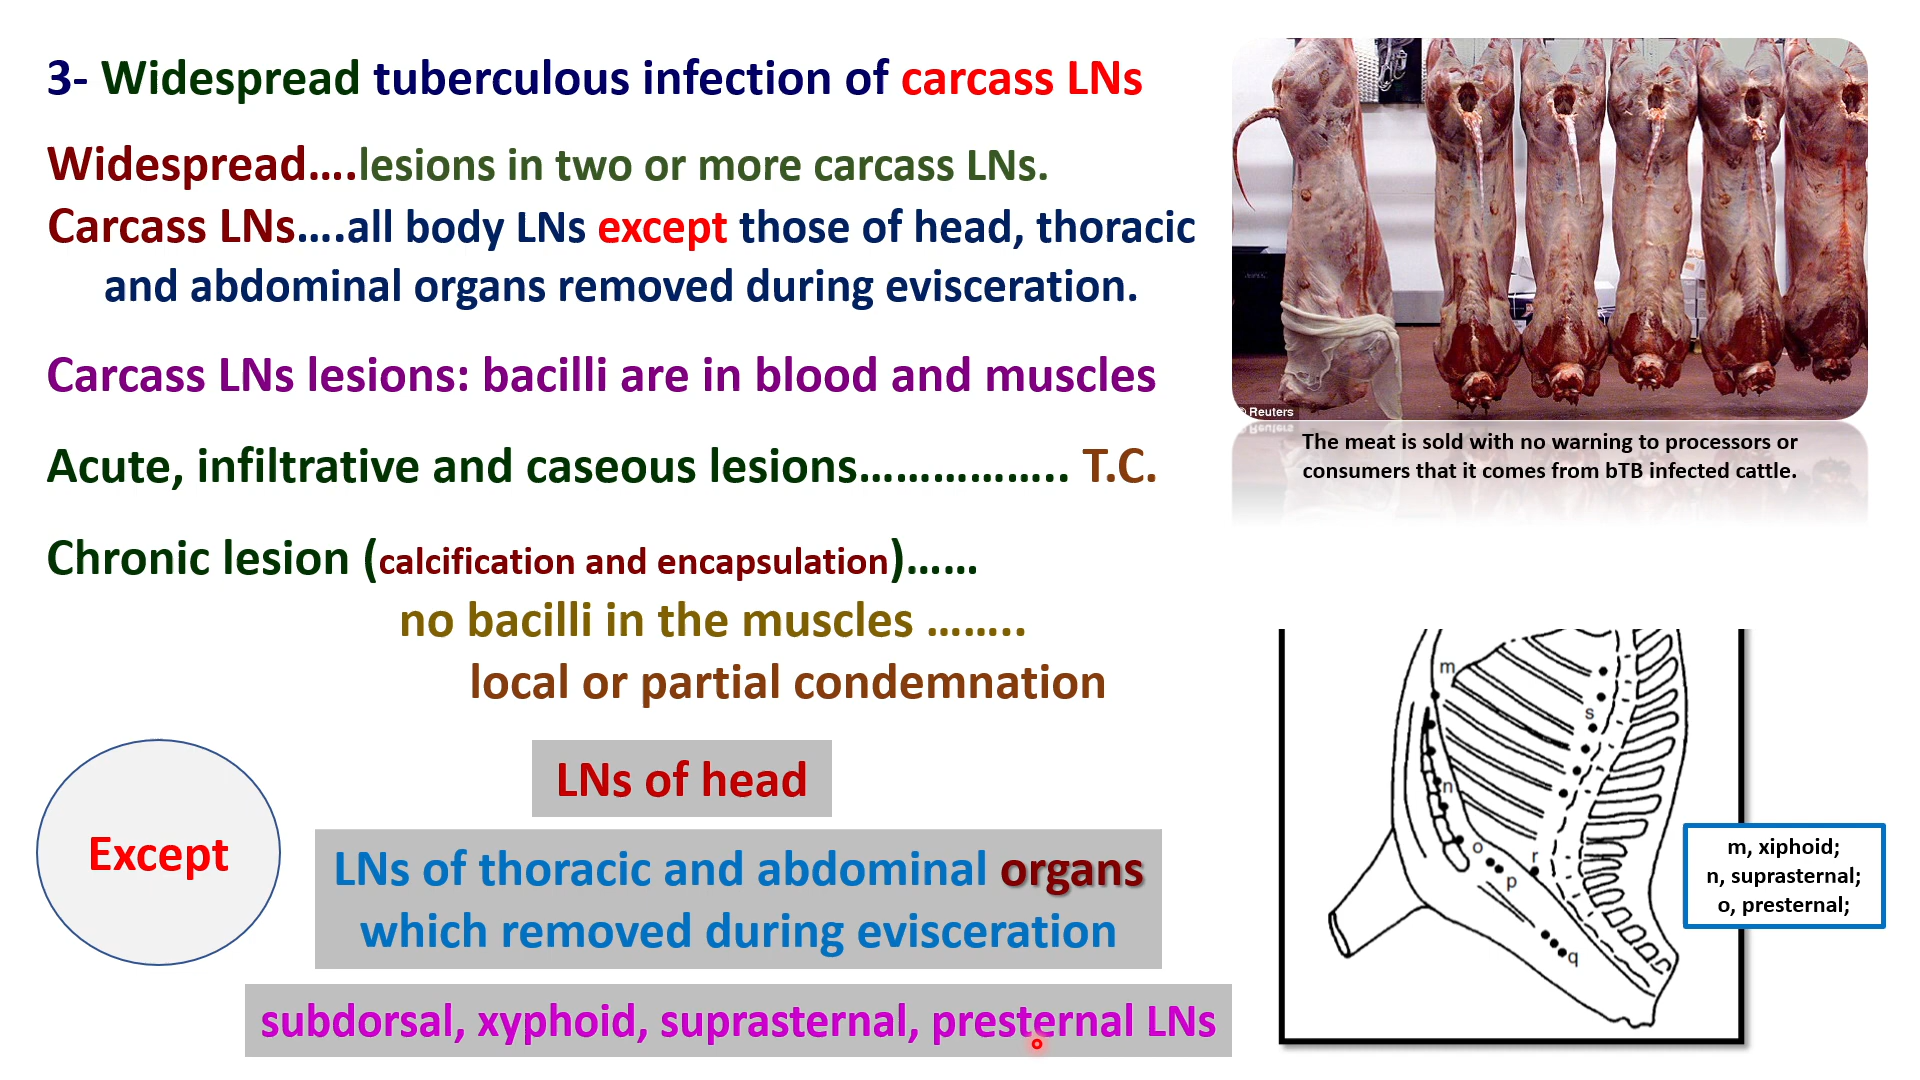 3- Widespread tuberculous infection of carcass LNs
Widespread….lesions in two or more carcass LNs.
Carcass LNs….all body LNs except those of head, thoracic
and abdominal organs removed during evisceration.
Carcass LNs lesions: bacilli are in blood and muscles
Acute, infiltrative and caseous lesions…………….. T.C.
Chronic lesion (calcification and encapsulation)……
no bacilli in the muscles ……..
local or partial condemnation
Except
LNs of head
LNs of thoracic and abdominal organs
which removed during evisceration
subdorsal, xyphoid, suprasternal, presternal LNs
© Reuters
The meat is sold with no warning to processors or
consumers that it comes from bTB infected cattle.
m
s
n
o
r
p
q
m, xiphoid;
n, suprasternal;
o, presternal;